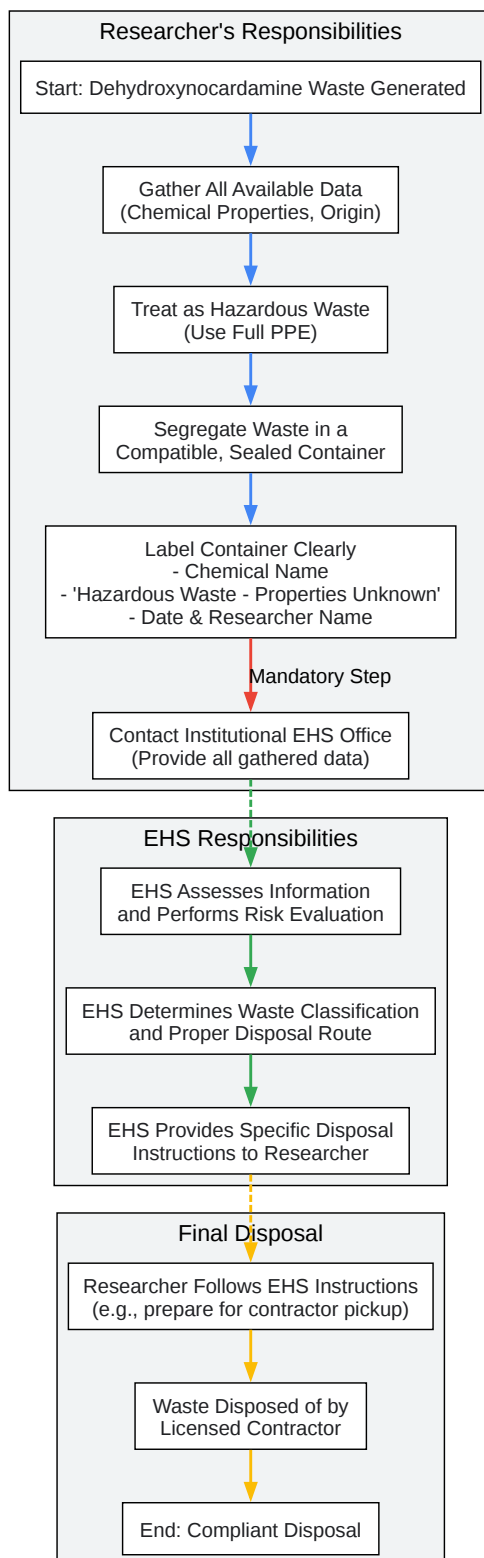 Researcher's Responsibilities
Start: Dehydroxynocardamine Waste Generated
Gather All Available Data
(Chemical Properties, Origin)
Treat as Hazardous Waste
(Use Full PPE)
Segregate Waste in a
Compatible, Sealed Container
Label Container Clearly
- Chemical Name
- 'Hazardous Waste - Properties Unknown'
- Date & Researcher Name
Mandatory Step
Contact Institutional EHS Office
(Provide all gathered data)
EHS Responsibilities
EHS Assesses Information
and Performs Risk Evaluation
EHS Determines Waste Classification
and Proper Disposal Route
EHS Provides Specific Disposal
Instructions to Researcher
Final Disposal
Researcher Follows EHS Instructions
(e.g., prepare for contractor pickup)
Waste Disposed of by
Licensed Contractor
End: Compliant Disposal